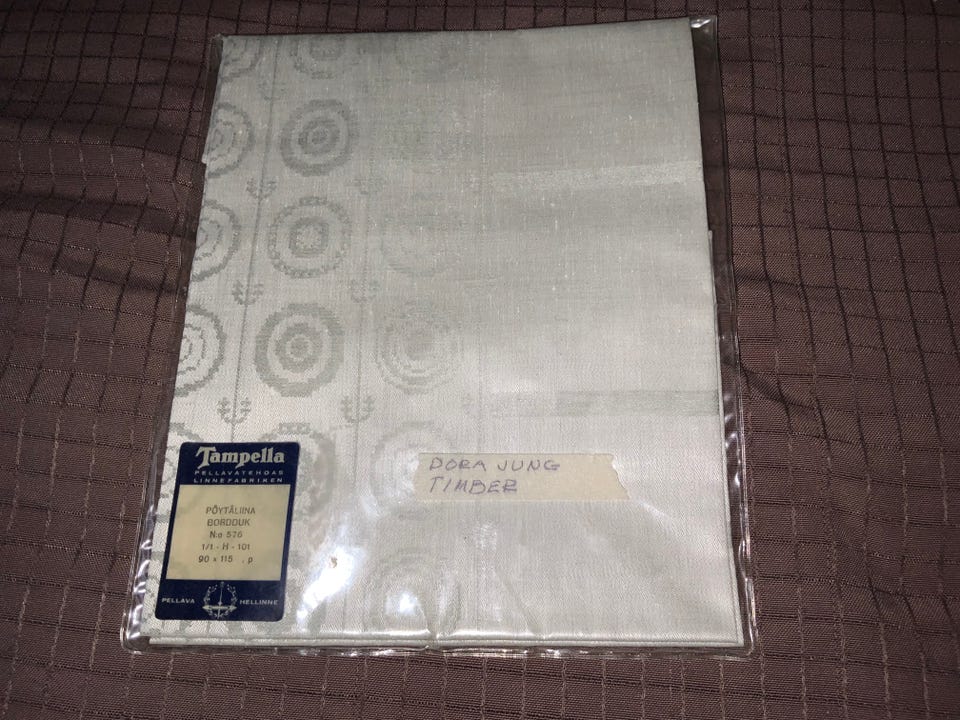 Tampella
PELLAVATEHDAS
LINNEFABRIKEN
PÖYTÄLIINA
BORDDUK
N:o 576
1/1 - H - 101
90 x 115 . p
PELLAVA HELLINNE
DORA JUNG
TIMBER